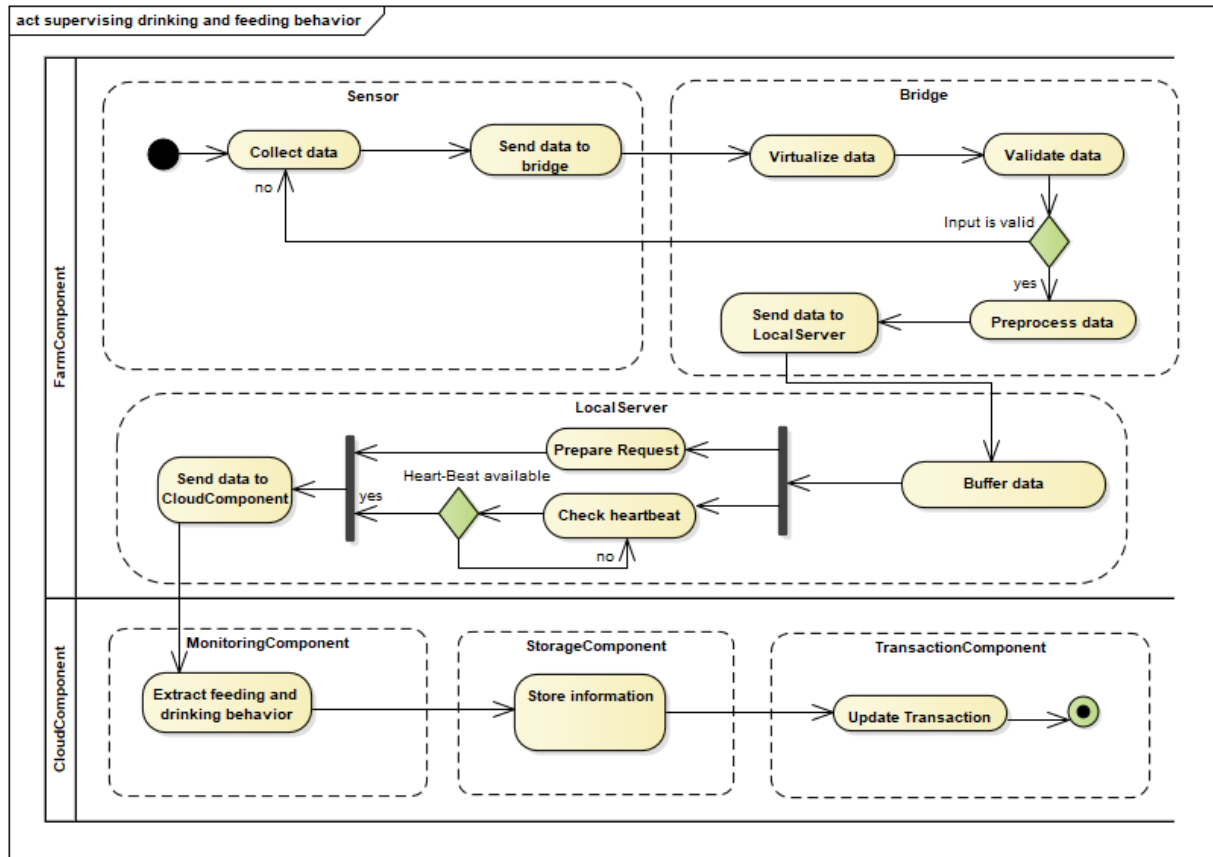 act supervising drinking and feeding behavior
FarmComponent
Sensor
Collect data
Send data to
bridge
no
Bridge
Virtualize data
Validate data
Input is valid
yes
Preprocess data
Send data to
LocalServer
LocalServer
Buffer data
Prepare Request
Check heartbeat
Heart-Beat available
yes
no
Send data to
CloudComponent
CloudComponent
MonitoringComponent
Extract feeding and
drinking behavior
StorageComponent
Store information
TransactionComponent
Update Transaction